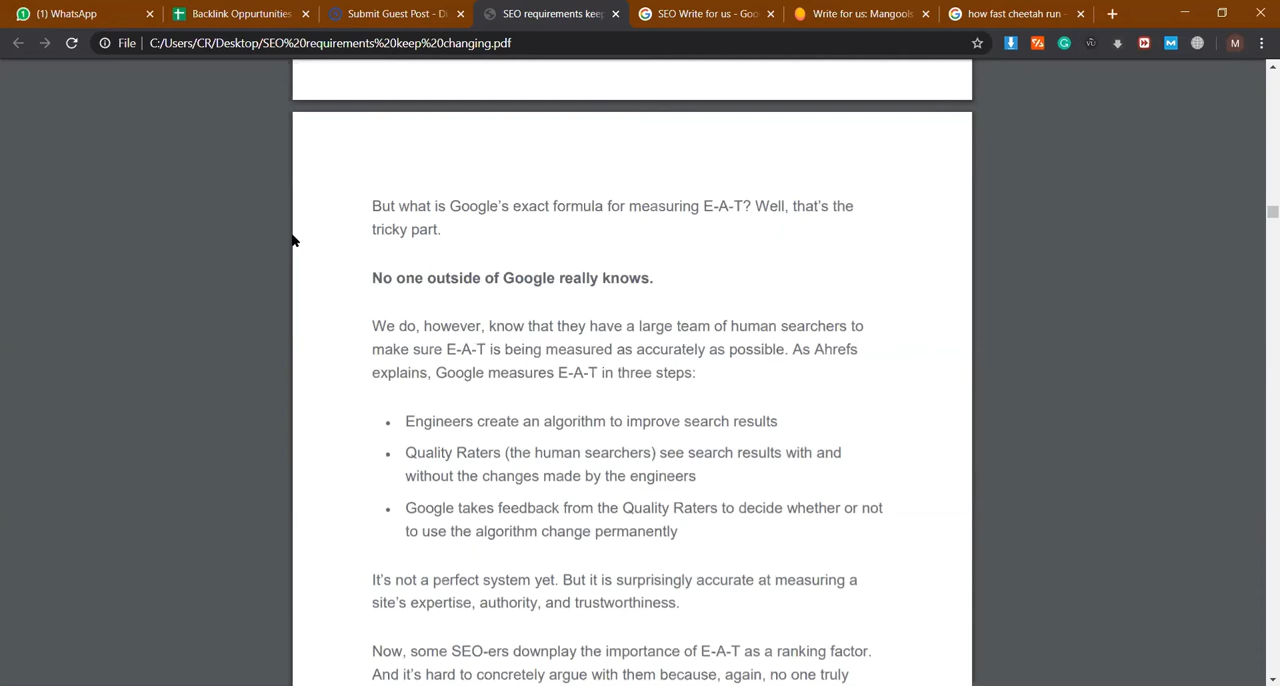 (1) WhatsApp
Backlink Oppurtunities
Submit Guest Post - D
SEO requirements kee
SEO Write for us - Goo
Write for us: Mangools
how fast cheetah run -
File C:/Users/CR/Desktop/SEO%20requirements%20keep%20changing.pdf
M
But what is Google's exact formula for measuring E-A-T? Well, that's the
tricky part.
No one outside of Google really knows.
We do, however, know that they have a large team of human searchers to
make sure E-A-T is being measured as accurately as possible. As Ahrefs
explains, Google measures E-A-T in three steps:
• Engineers create an algorithm to improve search results
• Quality Raters (the human searchers) see search results with and
without the changes made by the engineers
• Google takes feedback from the Quality Raters to decide whether or not
to use the algorithm change permanently
It's not a perfect system yet. But it is surprisingly accurate at measuring a
site's expertise, authority, and trustworthiness.
Now, some SEO-ers downplay the importance of E-A-T as a ranking factor.
And it's hard to concretely argue with them because, again, no one truly